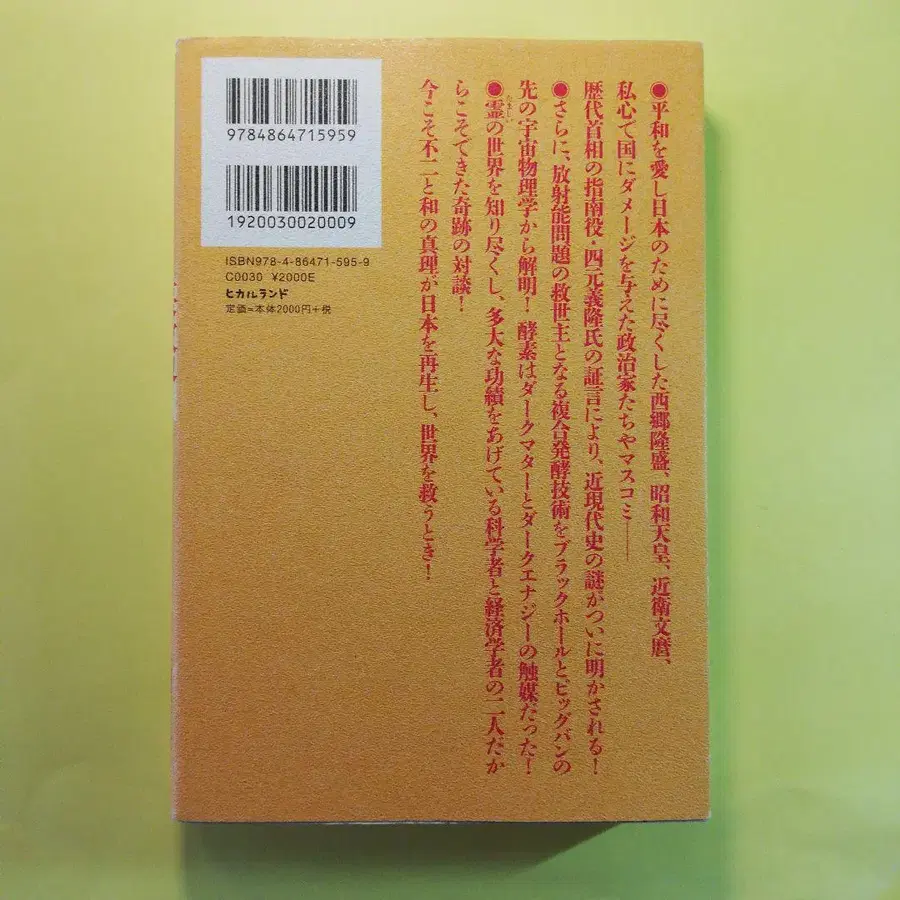 ●平和を愛し日本のために尽くした西郷隆盛、昭和天皇、近衛文麿、
私心で国にダメージを与えた政治家たちやマスコミ――
歴代首相の指南役・四元義隆氏の証言により、近現代史の謎がついに明かされる！
●さらに、放射能問題の救世主となる複合発酵技術をブラックホールとビッグバンの
先の宇宙物理学から解明！ 酵素はダークマターとダークエナジーの触媒だった！
たましい
●霊の世界を知り尽くし、多大な功績をあげている科学者と経済学者の二人だか
らこそできた奇跡の対談！
今こそ不二と和の真理が日本を再生し、世界を救うとき！
9784864715959
1920030020009
ISBN978-4-86471-595-9
C0030 ¥2000E
ヒカルランド
定価=本体2000円+税